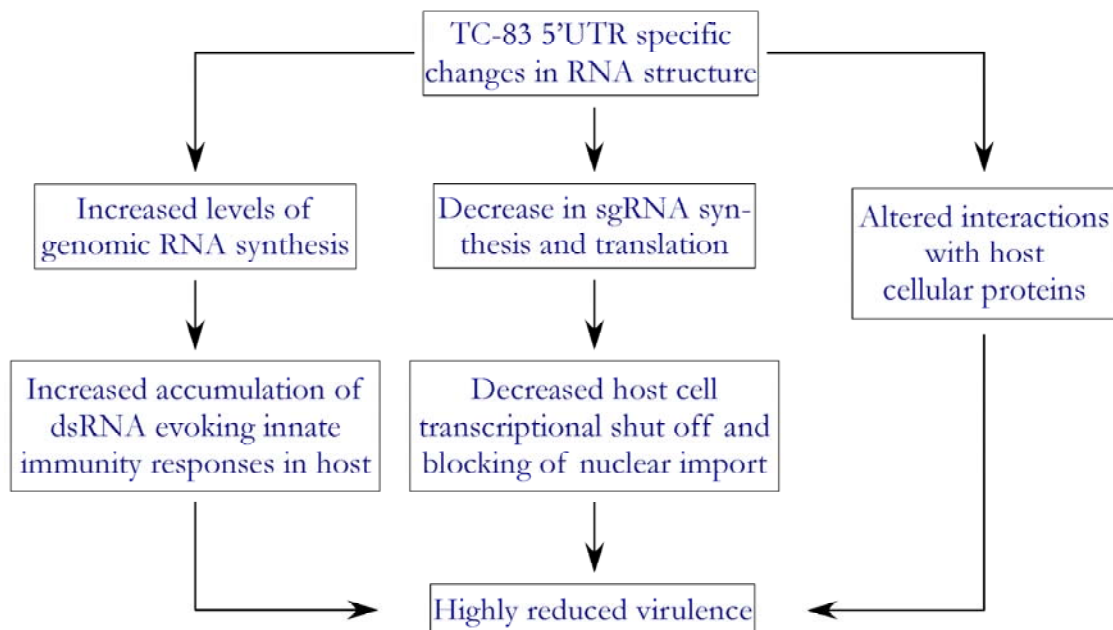 TC-83 5’UTR specific
changes in RNA structure
Increased levels of
genomic RNA synthesis
Decrease in sgRNA syn-
thesis and translation
Altered interactions
with host
cellular proteins
Increased accumulation of
dsRNA evoking innate
immunity responses in host
Decreased host cell
transcriptional shut off and
blocking of nuclear import
Highly reduced virulence